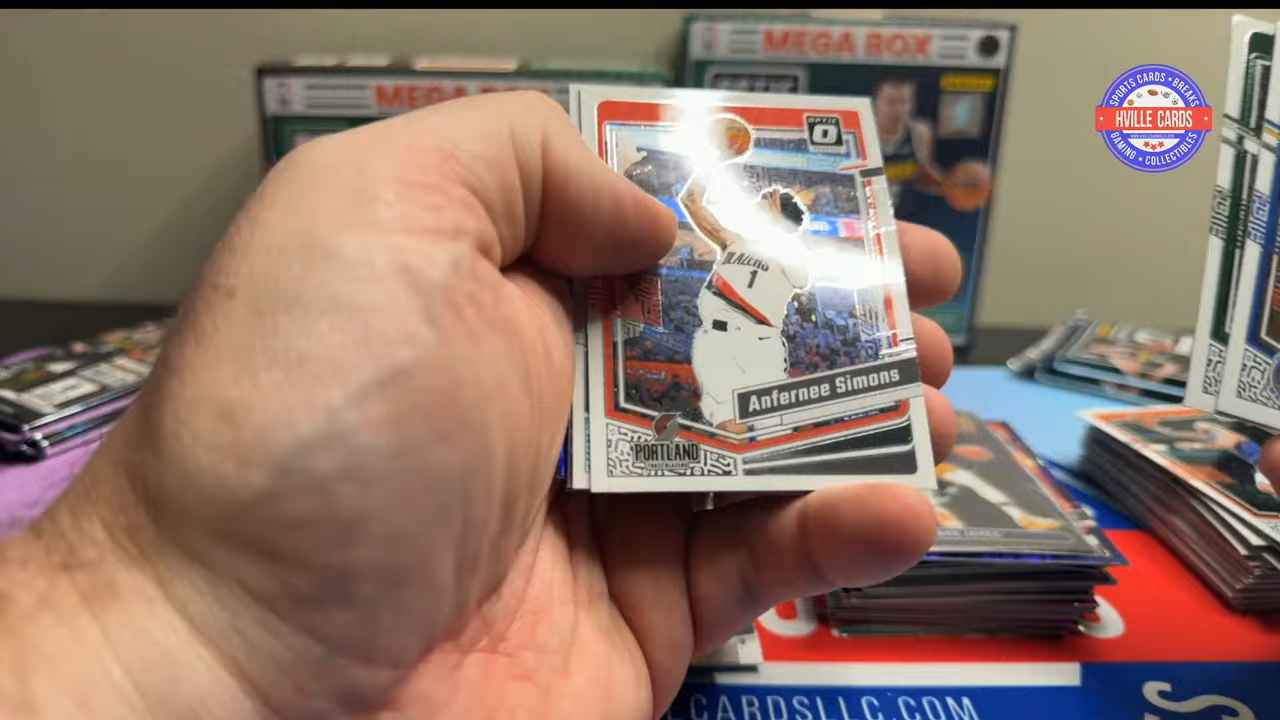 MEGA BOX
MEGA
SPORTS CARDS • BREAKS
HVILLE CARDS
GAMING • COLLECTIBLES
OPTIC
BLAZERS
1
Anfernee Simons
PORTLAND
TRAIL BLAZERS
ECARDSLLC.COM